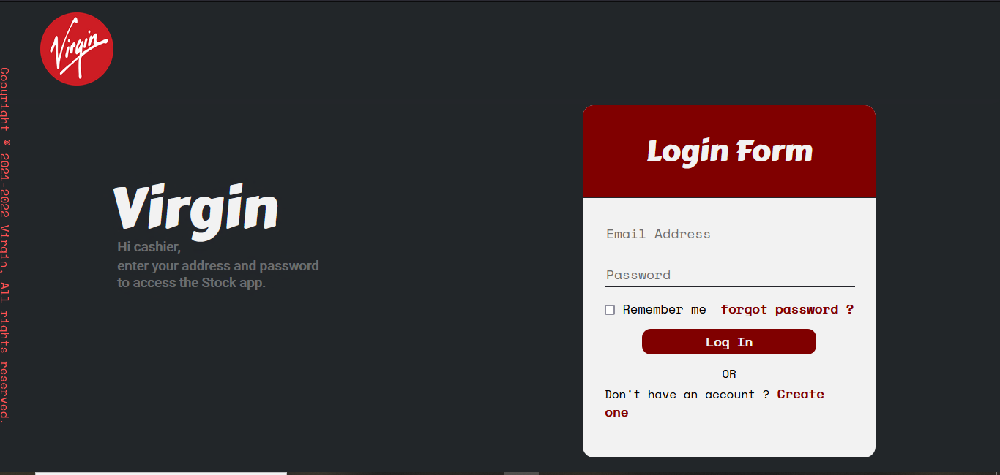 Virgin
Copyright © 2021-2022 Virgin. All rights reserved.
Virgin
Hi cashier,
enter your address and password
to access the Stock app.
Login Form
Email Address
Password
Remember me forgot password ?
Log In
OR
Don't have an account ? Create
one